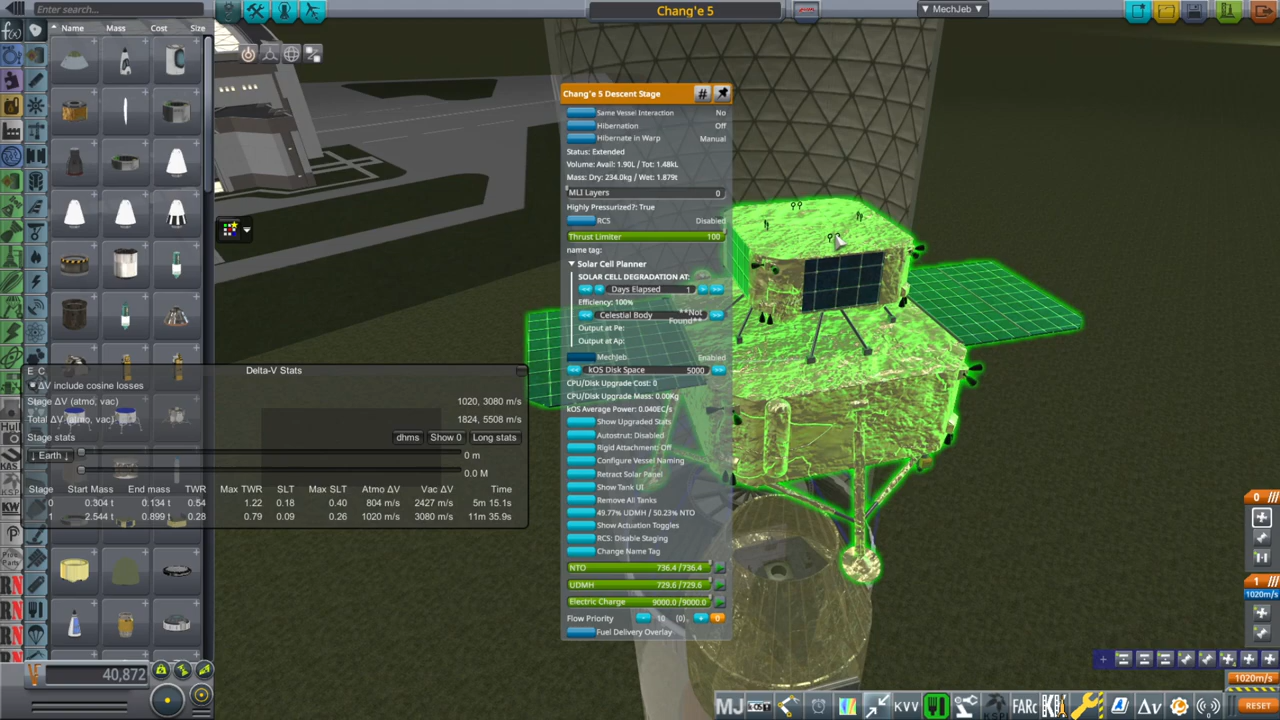 Enter search...
Chang'e 5
▼ MechJeb ▼
Name Mass Cost Size
Chang'e 5 Descent Stage
Same Vessel Interaction No
Hibernation Off
Hibernate in Warp Manual
Status: Extended
Volume: Avail: 1.90L / Tot: 1.48kL
Mass: Dry: 234.0kg / Wet: 1.879t
MLI Layers 0
Highly Pressurized?: True
RCS Disabled
Thrust Limiter 100
name tag:
▼ Solar Cell Planner
SOLAR CELL DEGRADATION AT:
Days Elapsed 1
Efficiency: 100%
Celestial Body **Not Found**
Output at Pe:
Output at Ap:
MechJeb Enabled
kOS Disk Space 5000
CPU/Disk Upgrade Cost: 0
CPU/Disk Upgrade Mass: 0.00Kg
kOS Average Power: 0.040EC/s
Show Upgraded Stats
Autostrut: Disabled
Rigid Attachment: Off
Configure Vessel Naming
Retract Solar Panel
Show Tank UI
Remove All Tanks
49.77% UDMH / 50.23% NTO
Show Actuation Toggles
RCS: Disable Staging
Change Name Tag
NTO 736.4 /736.4
UDMH 729.6 /729.6
Electric Charge 9000.0 /9000.0
Flow Priority - 10 (0) + 0
Fuel Delivery Overlay
E C Delta-V Stats
ΔV include cosine losses
Stage ΔV (atmo, vac) 1020, 3080 m/s
Total ΔV (atmo, vac) 1824, 5508 m/s
Stage stats dhms Show 0 Long stats
↓ Earth ↓ 0 m
0.0 M
Stage Start Mass End mass TWR Max TWR SLT Max SLT Atmo ΔV Vac ΔV Time
0 0.304 t 0.134 t 0.54 1.22 0.18 0.40 804 m/s 2427 m/s 5m 15.1s
1 2.544 t 0.899 t 0.28 0.79 0.09 0.26 1020 m/s 3080 m/s 11m 35.9s
40,872
0
1
1020m/s
1020m/s
MJ KVV KSPI FARc Δv RESET